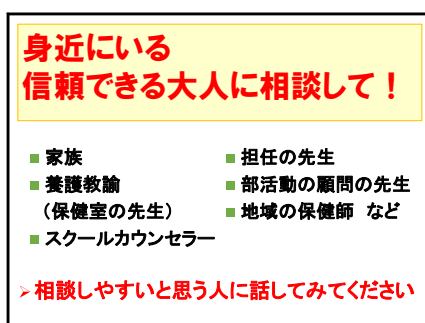 身近にいる
信頼できる大人に相談して！
■ 家族
■ 養護教諭
（保健室の先生）
■ スクールカウンセラー
■ 担任の先生
■ 部活動の顧問の先生
■ 地域の保健師 など
➢相談しやすいと思う人に話してみてください